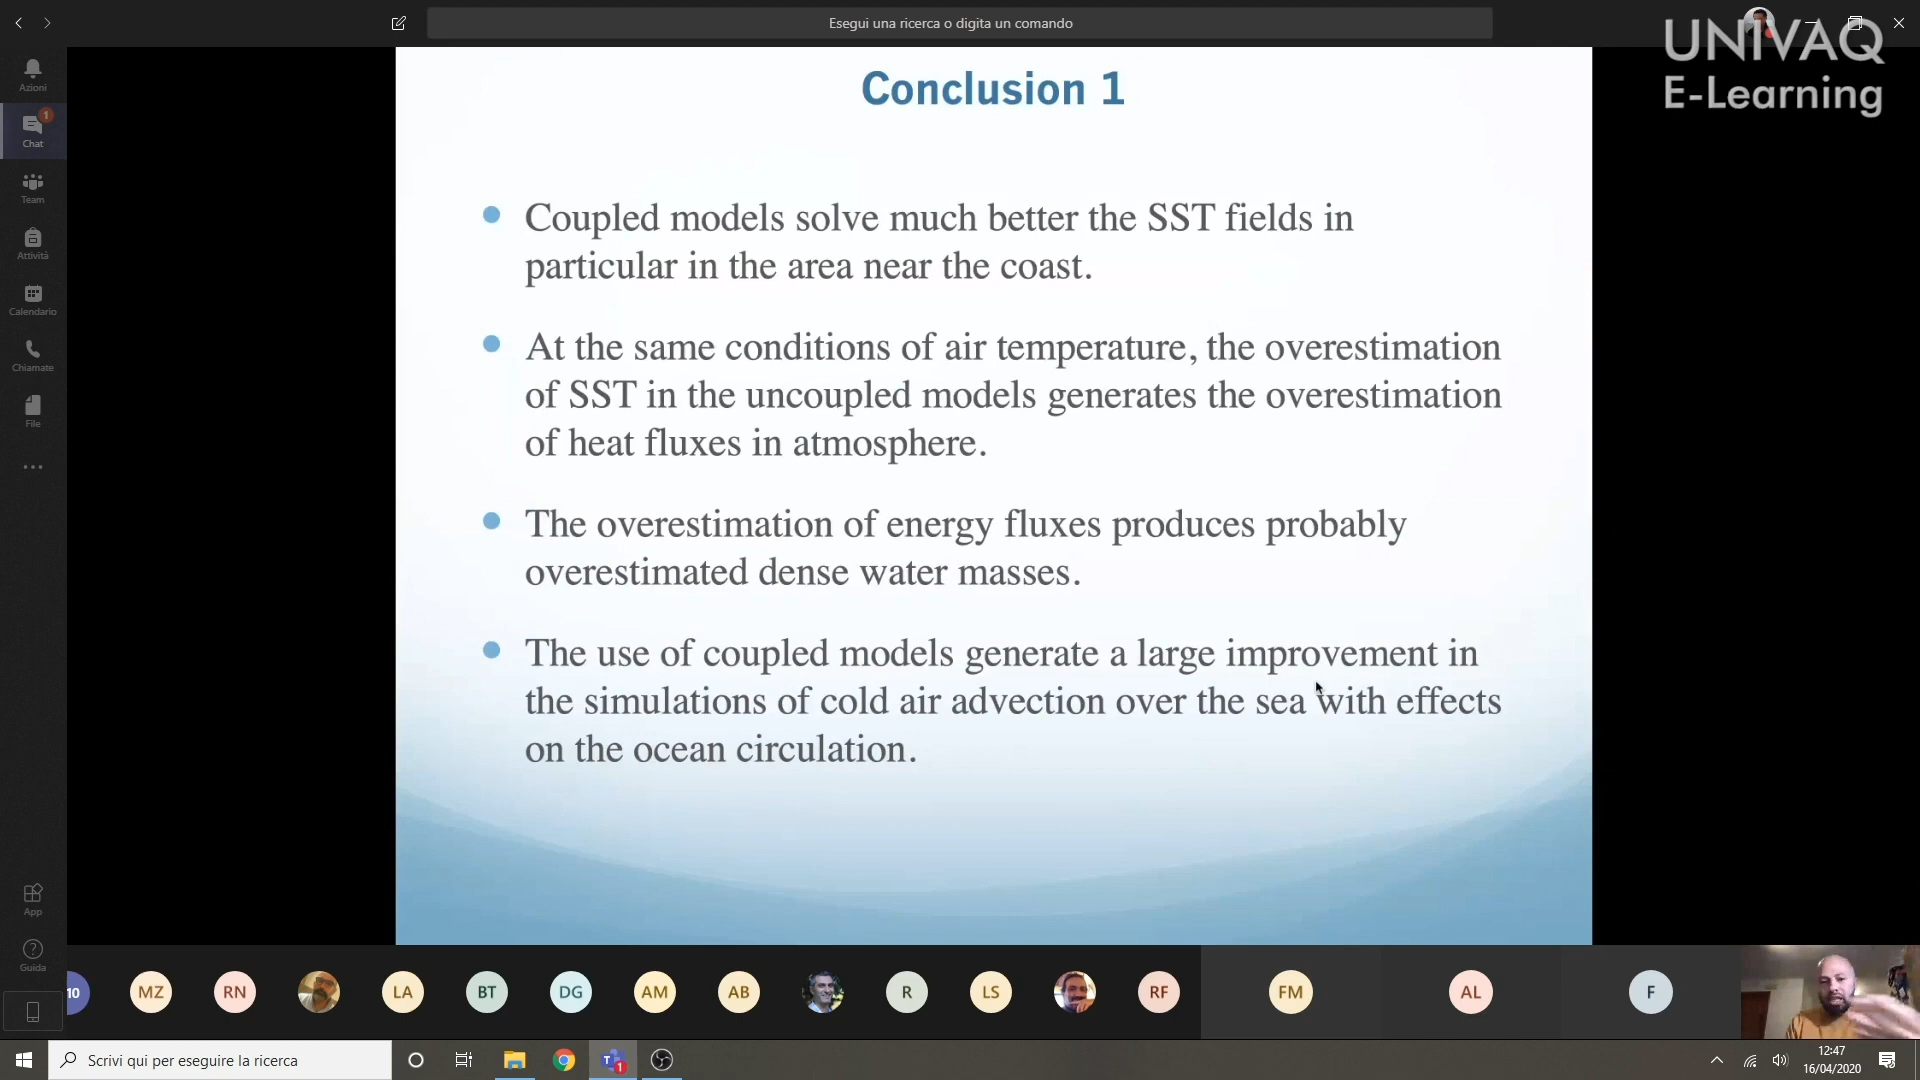 Esegui una ricerca o digita un comando
UNIVAQ
E-Learning
Azioni
1
Chat
Team
Attività
Calendario
Chiamate
File
App
Guida
Conclusion 1
Coupled models solve much better the SST fields in
particular in the area near the coast.
At the same conditions of air temperature, the overestimation
of SST in the uncoupled models generates the overestimation
of heat fluxes in atmosphere.
The overestimation of energy fluxes produces probably
overestimated dense water masses.
The use of coupled models generate a large improvement in
the simulations of cold air advection over the sea with effects
on the ocean circulation.
10
MZ
RN
LA
BT
DG
AM
AB
R
LS
RF
FM
AL
F
Scrivi qui per eseguire la ricerca
T
1
12:47
16/04/2020